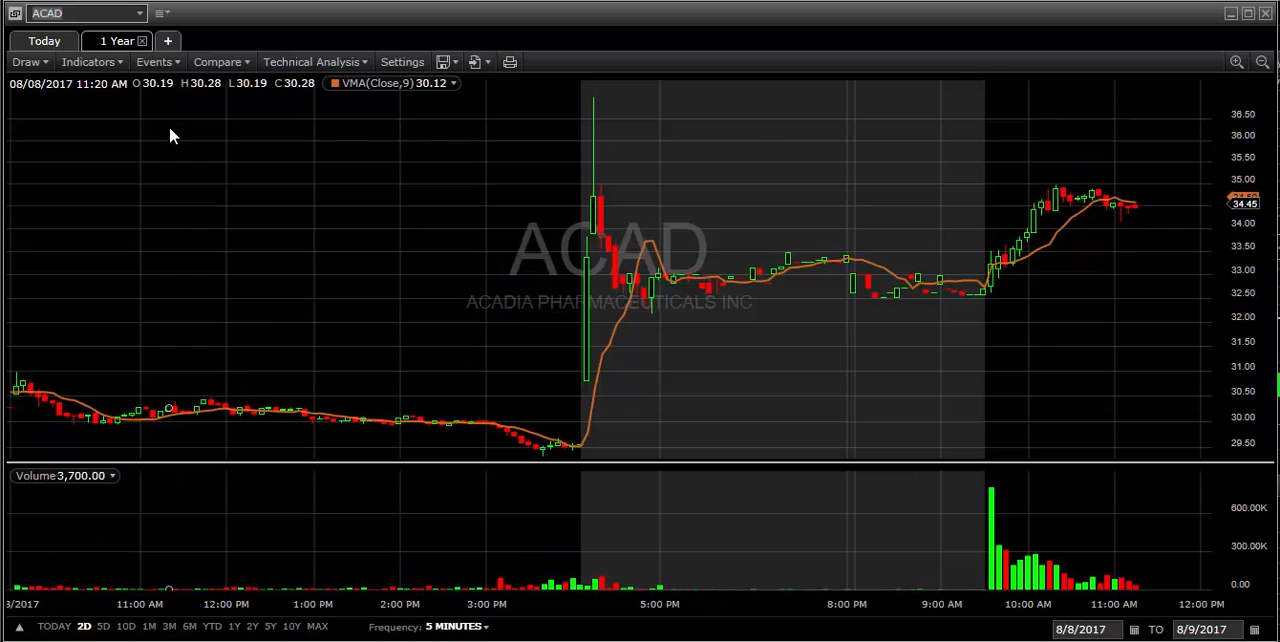 ACAD
Today 1 Year +
Draw Indicators Events Compare Technical Analysis Settings
08/08/2017 11:20 AM O 30.19 H 30.28 L 30.19 C 30.28 VMA(Close,9) 30.12
36.50
36.00
35.50
35.00
34.45
34.00
33.50
33.00
32.50
32.00
31.50
31.00
30.50
30.00
29.50
ACAD
ACADIA PHARMACEUTICALS INC
Volume 3,700.00
600.00K
300.00K
0.00
3/2017 11:00 AM 12:00 PM 1:00 PM 2:00 PM 3:00 PM 5:00 PM 8:00 PM 9:00 AM 10:00 AM 11:00 AM 12:00 PM
TODAY 2D 5D 10D 1M 3M 6M YTD 1Y 2Y 5Y 10Y MAX Frequency: 5 MINUTES 8/8/2017 TO 8/9/2017